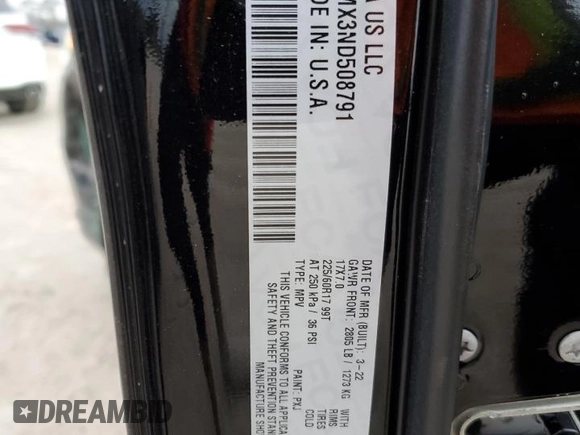 A US LLC
MX3ND508791
DE IN: U.S.A.
DATE OF MFR (BUILT): 3-22
GAWR FRONT: 2805 LB / 1273 KG WITH
17X7.0 RIMS
225/60R17 99T TIRES
AT 250 kPa / 36 PSI COLD
TYPE: MPV PAINT: PXJ
THIS VEHICLE CONFORMS TO ALL APPLICA
SAFETY AND THEFT PREVENTION STAN
MANUFACTURE SHO
DREAMBID